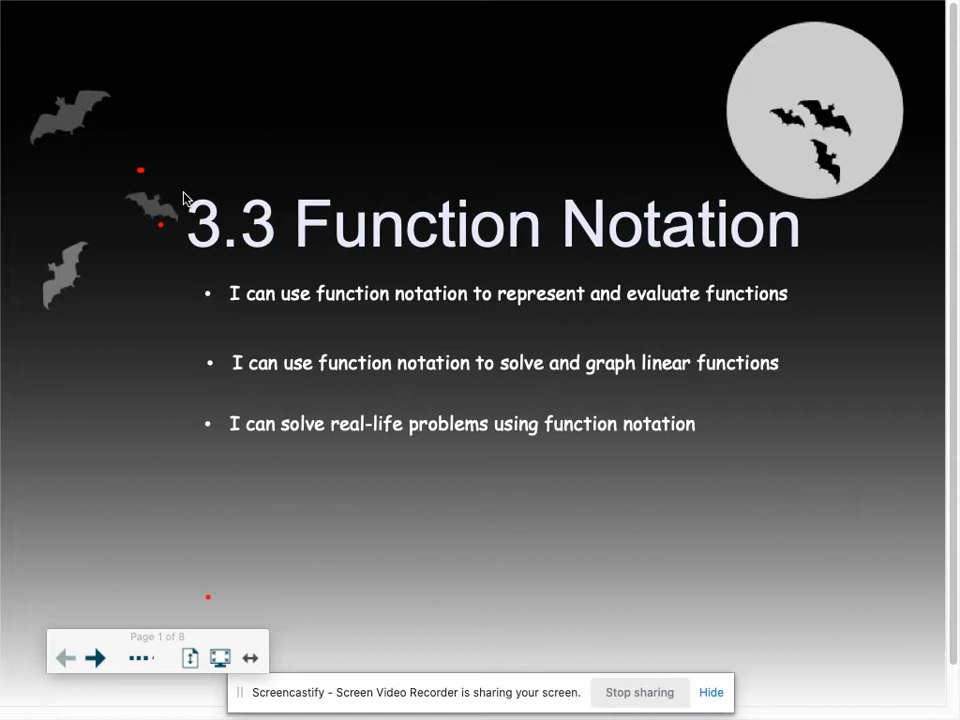 3.3 Function Notation
• I can use function notation to represent and evaluate functions
• I can use function notation to solve and graph linear functions
• I can solve real-life problems using function notation
Page 1 of 8
Screencastify - Screen Video Recorder is sharing your screen. Stop sharing Hide